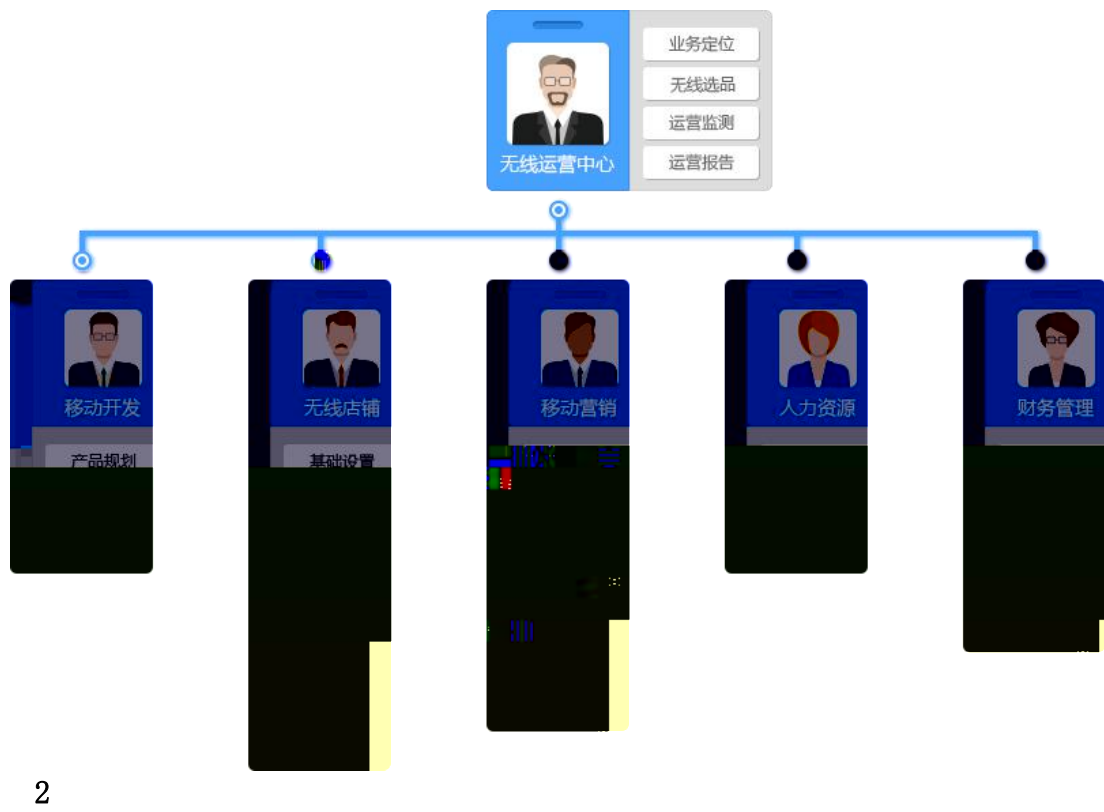 业务定位
无线选品
运营监测
运营报告
无线运营中心
移动开发
无线店铺
移动营销
人力资源
财务管理
产品规划
基础设置
2